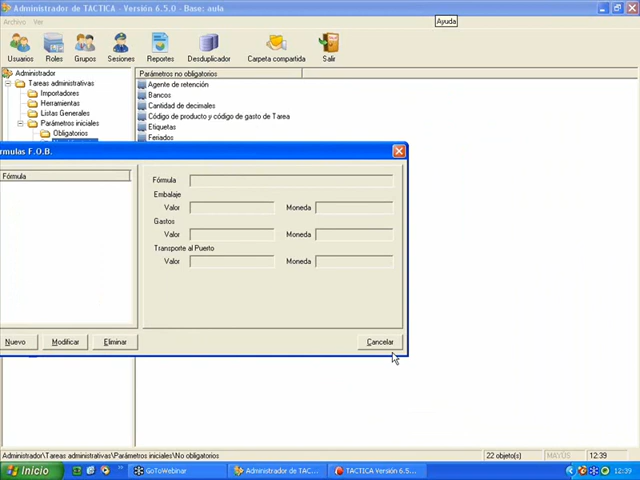 Administrador de TACTICA - Versión 6.5.0 - Base: aula
Archivo Ver
Ayuda
Usuarios Roles Grupos Sesiones Reportes Desduplicador Carpeta compartida Salir
Administrador
Tareas administrativas
Importadores
Herramientas
Listas Generales
Parámetros iniciales
Obligatorios
Parámetros no obligatorios
Agente de retención
Bancos
Cantidad de decimales
Código de producto y código de gasto de Tarea
Etiquetas
Feriados
rmulas F.O.B.
Fórmula
Fórmula
Embalaje
Valor Moneda
Gastos
Valor Moneda
Transporte al Puerto
Valor Moneda
Nuevo Modificar Eliminar Cancelar
Administrador\Tareas administrativas\Parámetros iniciales\No obligatorios 22 objeto(s) MAYÚS 12:39
Inicio GoToWebinar Administrador de TAC... TACTICA Versión 6.5... 12:39